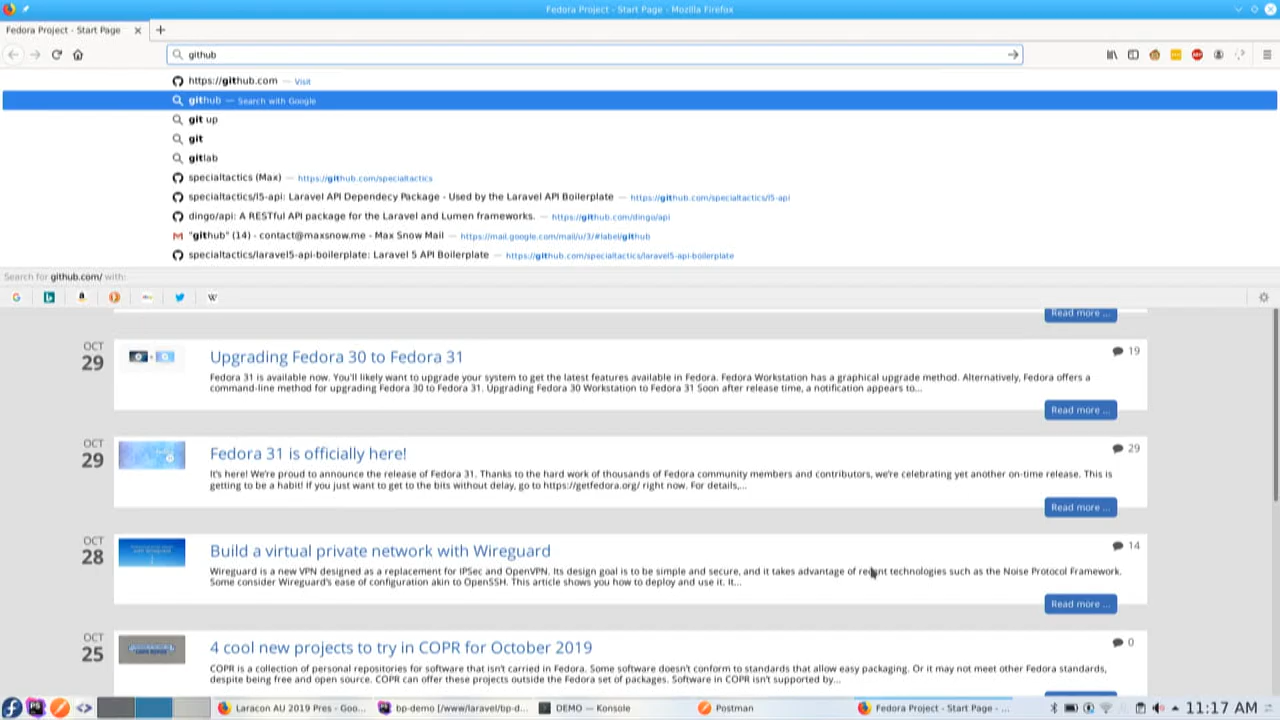 Fedora Project - Start Page - Mozilla Firefox
Fedora Project - Start Page
github
https://github.com — Visit
github — Search with Google
git up
git
gitlab
specialtactics (Max) — https://github.com/specialtactics
specialtactics/l5-api: Laravel API Dependecy Package - Used by the Laravel API Boilerplate — https://github.com/specialtactics/l5-api
dingo/api: A RESTful API package for the Laravel and Lumen frameworks. — https://github.com/dingo/api
"github" (14) - contact@maxsnow.me - Max Snow Mail — https://mail.google.com/mail/u/3/#label/github
specialtactics/laravel5-api-boilerplate: Laravel 5 API Boilerplate — https://github.com/specialtactics/laravel5-api-boilerplate
Search for github.com/ with:
Read more ...
OCT
29
Upgrading Fedora 30 to Fedora 31
19
Fedora 31 is available now. You'll likely want to upgrade your system to get the latest features available in Fedora. Fedora Workstation has a graphical upgrade method. Alternatively, Fedora offers a
command-line method for upgrading Fedora 30 to Fedora 31. Upgrading Fedora 30 Workstation to Fedora 31 Soon after release time, a notification appears to...
Read more ...
OCT
29
Fedora 31 is officially here!
29
It's here! We're proud to announce the release of Fedora 31. Thanks to the hard work of thousands of Fedora community members and contributors, we're celebrating yet another on-time release. This is
getting to be a habit! If you just want to get to the bits without delay, go to https://getfedora.org/ right now. For details,...
Read more ...
OCT
28
Build a virtual private network with Wireguard
14
Wireguard is a new VPN designed as a replacement for IPSec and OpenVPN. Its design goal is to be simple and secure, and it takes advantage of recent technologies such as the Noise Protocol Framework.
Some consider Wireguard's ease of configuration akin to OpenSSH. This article shows you how to deploy and use it. It...
Read more ...
OCT
25
4 cool new projects to try in COPR for October 2019
0
COPR is a collection of personal repositories for software that isn't carried in Fedora. Some software doesn't conform to standards that allow easy packaging. Or it may not meet other Fedora standards,
despite being free and open source. COPR can offer these projects outside the Fedora set of packages. Software in COPR isn't supported by...
Laracon AU 2019 Pres - Goo...
bp-demo [/www/laravel/bp-d...
DEMO — Konsole
Postman
Fedora Project - Start Page - ...
11:17 AM